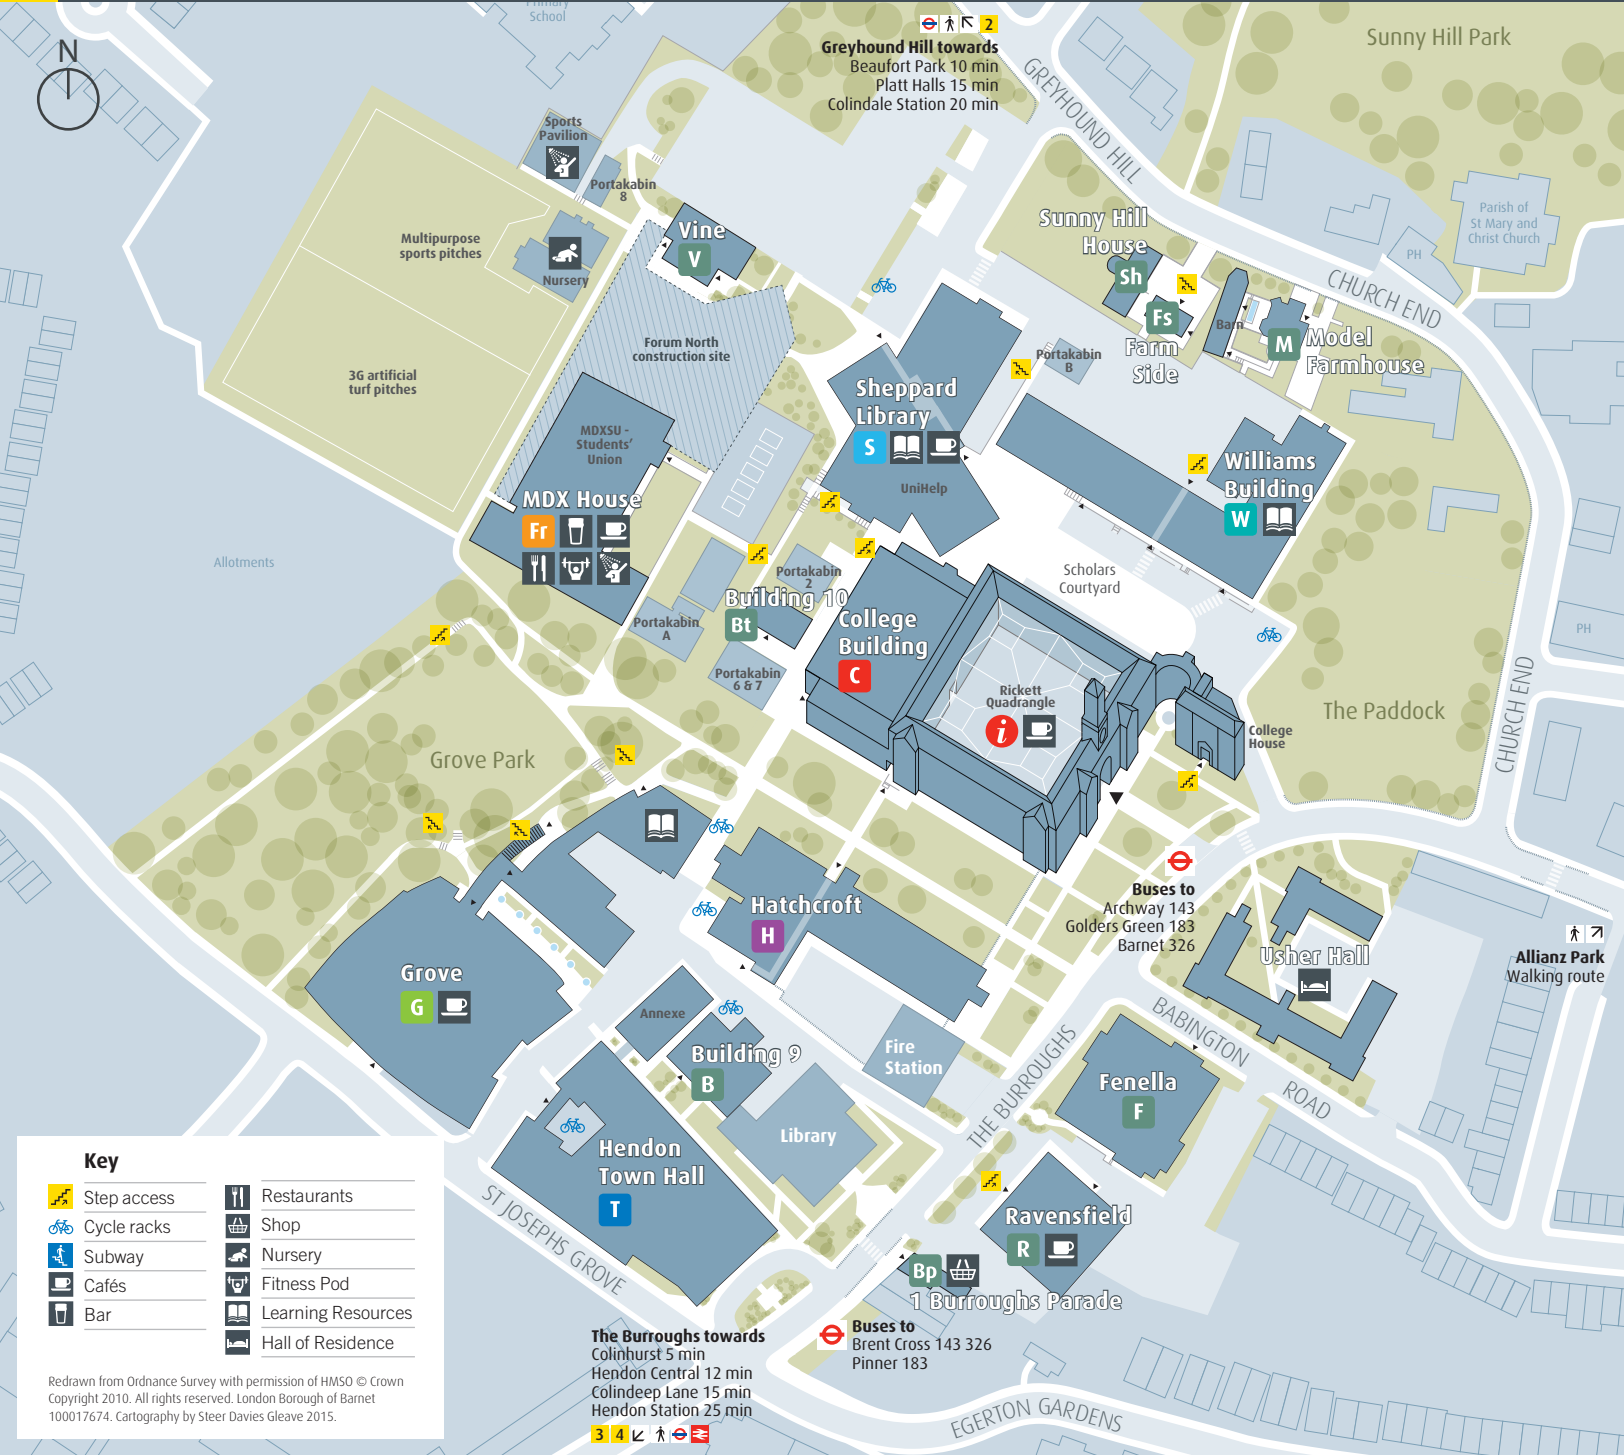 Primary
School
N
2
Greyhound Hill towards
Beaufort Park 10 min
Platt Halls 15 min
Colindale Station 20 min
GREYHOUND HILL
Sunny Hill Park
Sports
Pavilion
Portakabin
8
Parish of
St Mary and
Christ Church
PH
Multipurpose
sports pitches
Nursery
Vine
V
Sunny Hill
House
Sh
Fs
Farm
Side
Barn
M
Model
Farmhouse
CHURCH END
Forum North
construction site
3G artificial
turf pitches
Portakabin
B
Sheppard
Library
S
UniHelp
MDXSU -
Students'
Union
MDX House
Fr
Williams
Building
W
Allotments
Scholars
Courtyard
Portakabin
2
Building 10
Bt
Portakabin
A
Portakabin
6 & 7
College
Building
C
Rickett
Quadrangle
i
PH
College
House
The Paddock
CHURCH END
Grove Park
Buses to
Archway 143
Golders Green 183
Barnet 326
Hatchcroft
H
Usher Hall
Allianz Park
Walking route
Grove
G
Annexe
Building 9
B
Fire
Station
BABINGTON
ROAD
THE BURROUGHS
Fenella
F
Library
Hendon
Town Hall
T
ST JOSEPHS GROVE
Ravensfield
R
Bp
1 Burroughs Parade
Buses to
Brent Cross 143 326
Pinner 183
The Burroughs towards
Colinhurst 5 min
Hendon Central 12 min
Colindeep Lane 15 min
Hendon Station 25 min
3 4
EGERTON GARDENS
Key
Step access
Cycle racks
Subway
Cafés
Bar
Restaurants
Shop
Nursery
Fitness Pod
Learning Resources
Hall of Residence
Redrawn from Ordnance Survey with permission of HMSO © Crown
Copyright 2010. All rights reserved. London Borough of Barnet
100017674. Cartography by Steer Davies Gleave 2015.